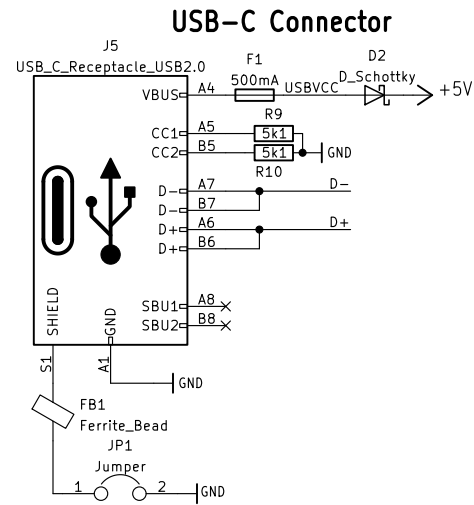 USB-C Connector
J5
USB_C_Receptacle_USB2.0
F1
500mA
D2
D_Schottky
VBUS A4
USBVCC
+5V
R9
CC1 A5 5k1
CC2 B5 5k1 GND
R10
D- A7 D-
D- B7
D+ A6 D+
D+ B6
SBU1 A8
SBU2 B8
SHIELD
GND
S1
A1
GND
FB1
Ferrite_Bead
JP1
Jumper
1 2 GND